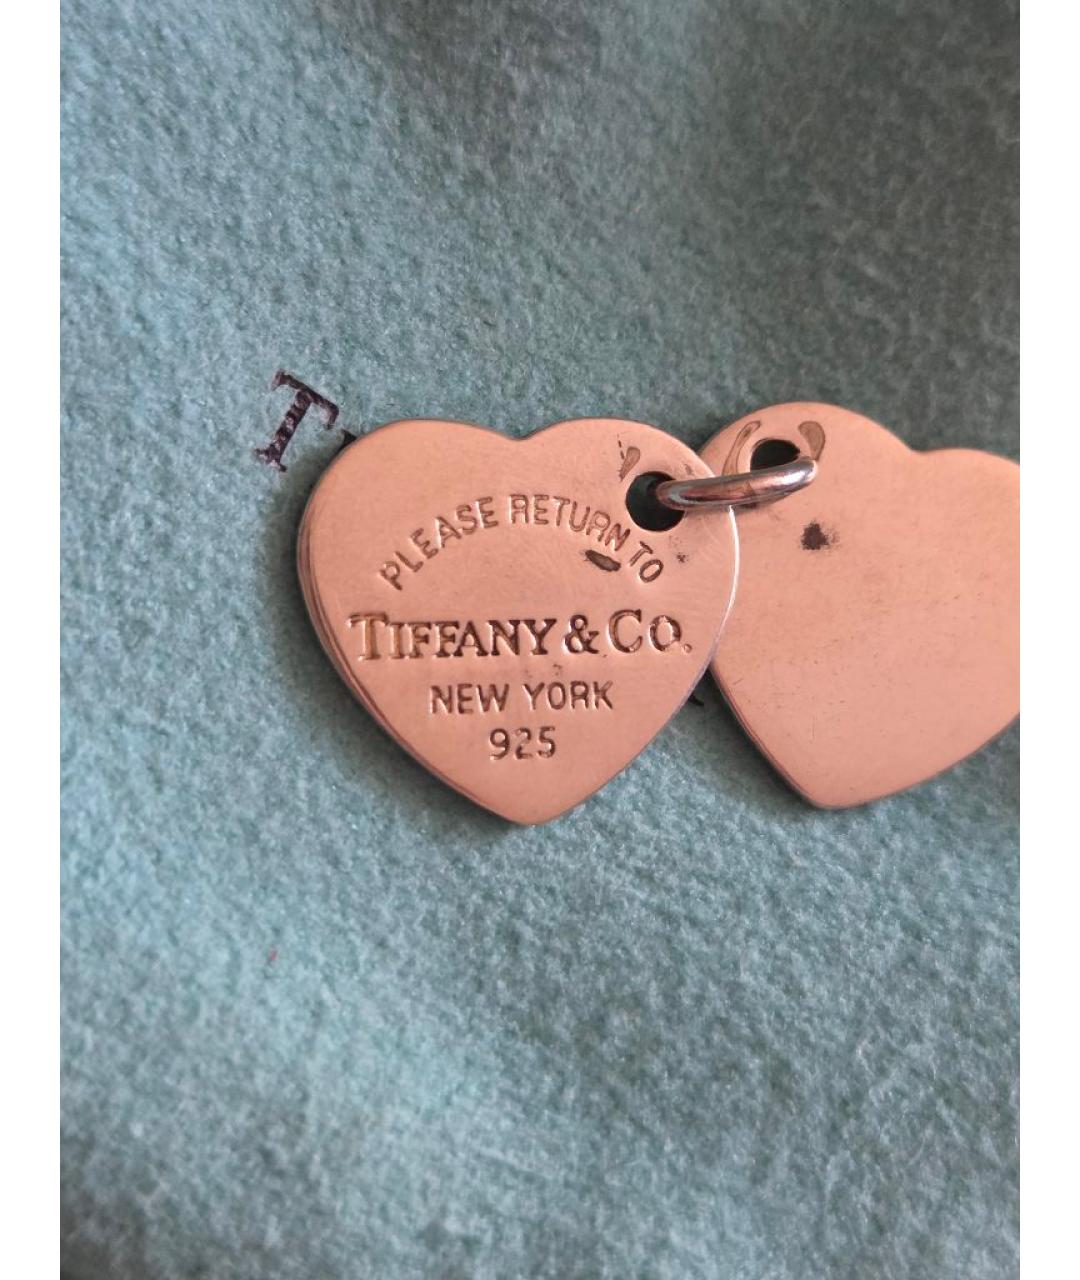 T
PLEASE RETURN TO
TIFFANY & CO.
NEW YORK
925